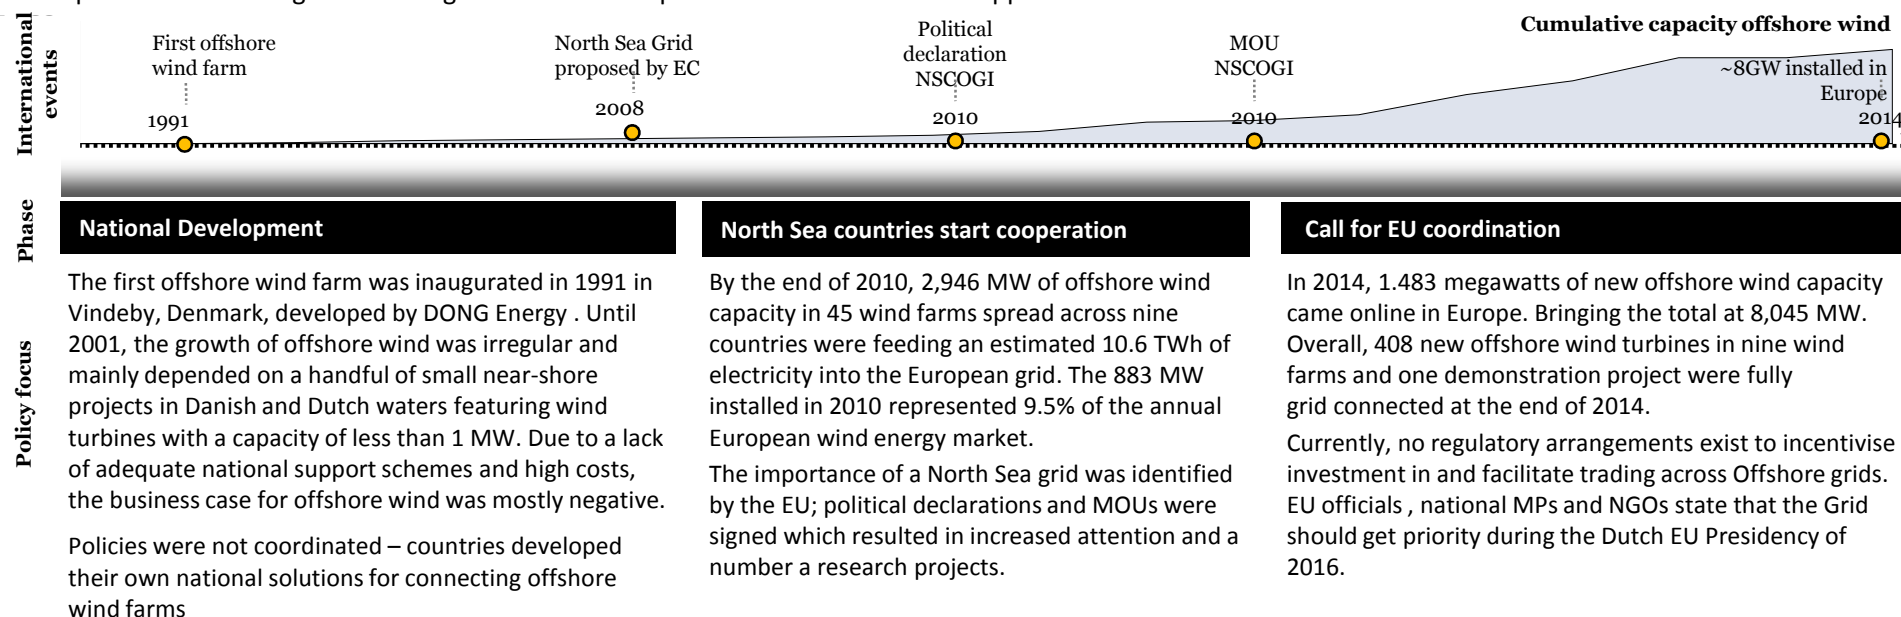 Cumulative capacity offshore wind
International
events
First offshore
wind farm
1991
North Sea Grid
proposed by EC
2008
Political
declaration
NSCOGI
2010
MOU
NSCOGI
2010
~8GW installed in
Europe
2014
Phase
National Development
North Sea countries start cooperation
Call for EU coordination
Policy focus
The first offshore wind farm was inaugurated in 1991 in
Vindeby, Denmark, developed by DONG Energy . Until
2001, the growth of offshore wind was irregular and
mainly depended on a handful of small near-shore
projects in Danish and Dutch waters featuring wind
turbines with a capacity of less than 1 MW. Due to a lack
of adequate national support schemes and high costs,
the business case for offshore wind was mostly negative.
Policies were not coordinated – countries developed
their own national solutions for connecting offshore
wind farms
By the end of 2010, 2,946 MW of offshore wind
capacity in 45 wind farms spread across nine
countries were feeding an estimated 10.6 TWh of
electricity into the European grid. The 883 MW
installed in 2010 represented 9.5% of the annual
European wind energy market.
The importance of a North Sea grid was identified
by the EU; political declarations and MOUs were
signed which resulted in increased attention and a
number a research projects.
In 2014, 1.483 megawatts of new offshore wind capacity
came online in Europe. Bringing the total at 8,045 MW.
Overall, 408 new offshore wind turbines in nine wind
farms and one demonstration project were fully
grid connected at the end of 2014.
Currently, no regulatory arrangements exist to incentivise
investment in and facilitate trading across Offshore grids.
EU officials , national MPs and NGOs state that the Grid
should get priority during the Dutch EU Presidency of
2016.